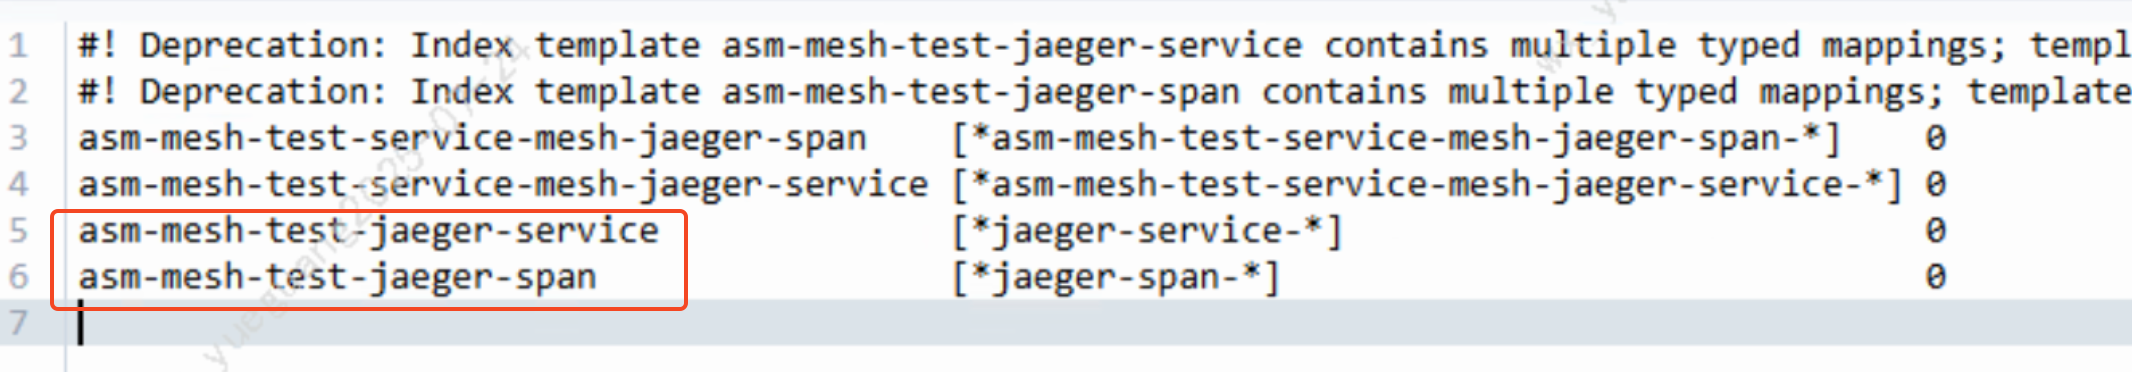 1 #! Deprecation: Index template asm-mesh-test-jaeger-service contains multiple typed mappings; templ
2 #! Deprecation: Index template asm-mesh-test-jaeger-span contains multiple typed mappings; template
3 asm-mesh-test-service-mesh-jaeger-span [*asm-mesh-test-service-mesh-jaeger-span-*] 0
4 asm-mesh-test-service-mesh-jaeger-service [*asm-mesh-test-service-mesh-jaeger-service-*] 0
5 asm-mesh-test-jaeger-service [*jaeger-service-*] 0
6 asm-mesh-test-jaeger-span [*jaeger-span-*] 0
7